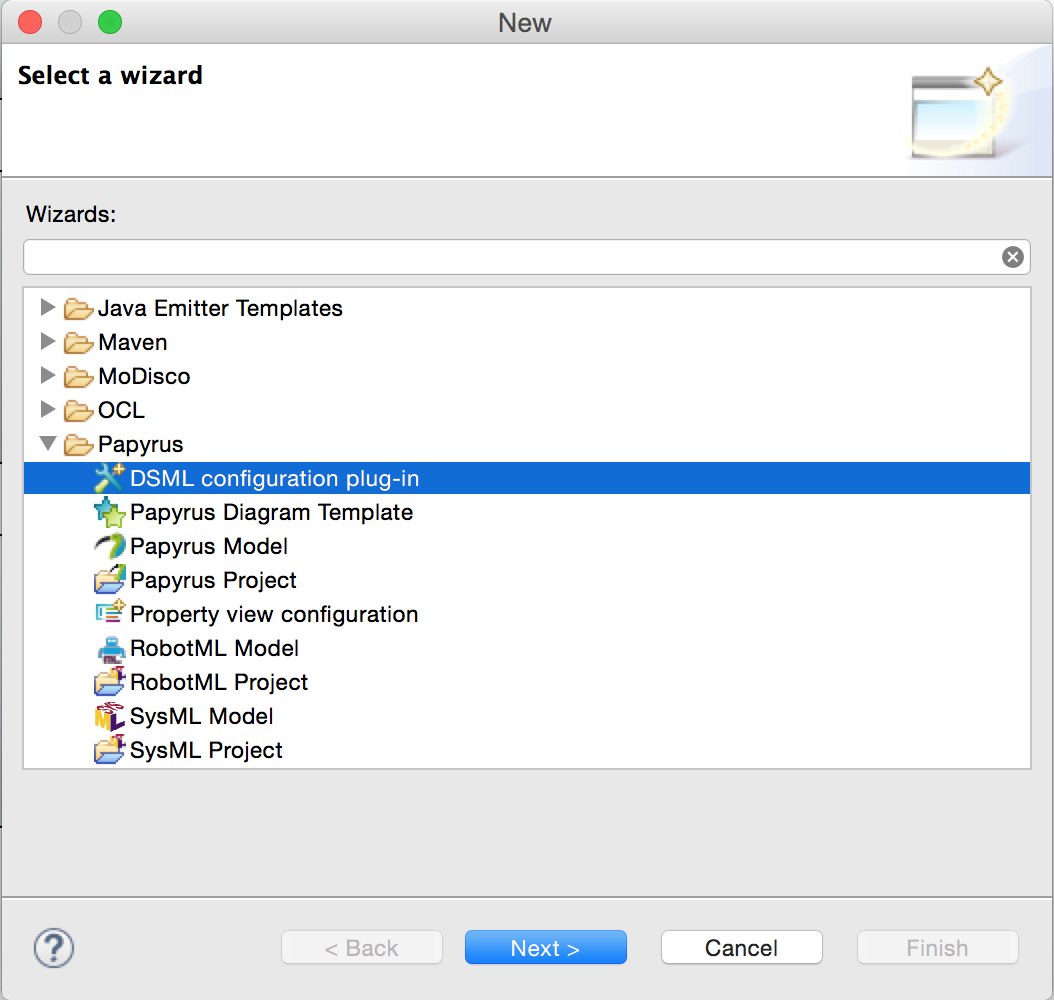 New
Select a wizard
Wizards:
Java Emitter Templates
Maven
MoDisco
OCL
Papyrus
DSML configuration plug-in
Papyrus Diagram Template
Papyrus Model
Papyrus Project
Property view configuration
RobotML Model
RobotML Project
SysML Model
SysML Project
? < Back Next > Cancel Finish